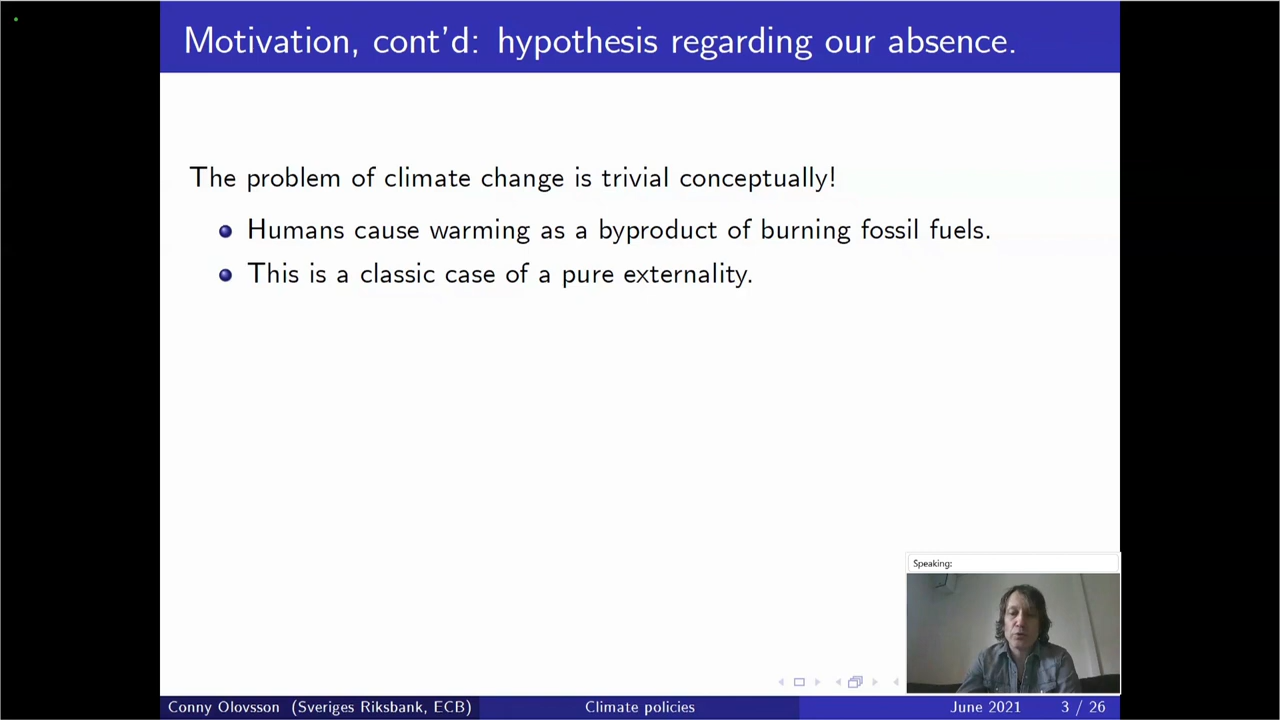 Motivation, cont'd: hypothesis regarding our absence.
The problem of climate change is trivial conceptually!
Humans cause warming as a byproduct of burning fossil fuels.
This is a classic case of a pure externality.
Speaking:
Conny Olovsson (Sveriges Riksbank, ECB) Climate policies June 2021 3 / 26